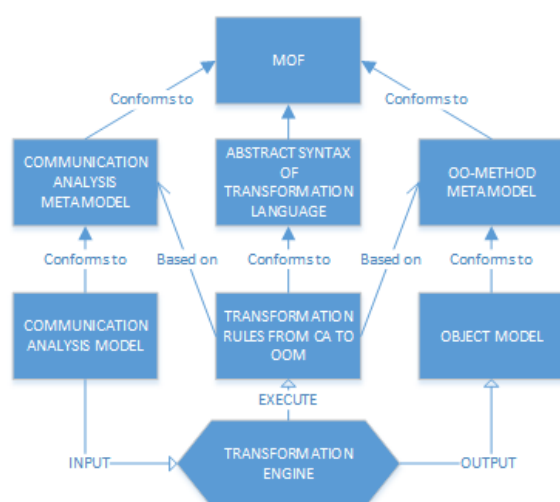 MOF
Conforms to
Conforms to
COMMUNICATION
ANALYSIS
METAMODEL
ABSTRACT SYNTAX
OF
TRANSFORMATION
LANGUAGE
OO-METHOD
METAMODEL
Conforms to
Based on
Conforms to
Based on
Conforms to
COMMUNICATION
ANALYSIS MODEL
TRANSFORMATION
RULES FROM CA TO
OOM
OBJECT MODEL
EXECUTE
INPUT
TRANSFORMATION
ENGINE
OUTPUT